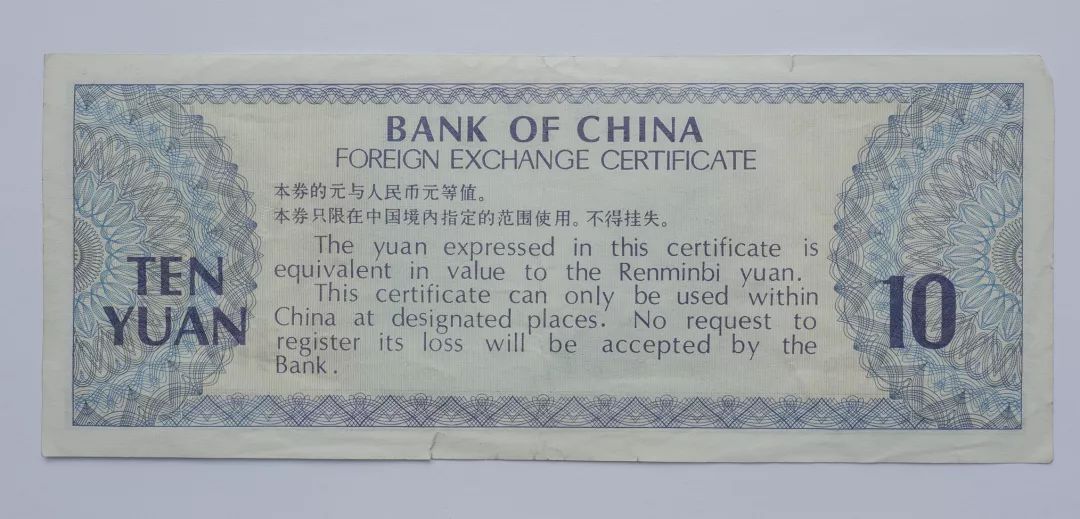 BANK OF CHINA
FOREIGN EXCHANGE CERTIFICATE
本券的元与人民币元等值。
本券只限在中国境内指定的范围使用。不得挂失。
The yuan expressed in this certificate is
equivalent in value to the Renminbi yuan.
This certificate can only be used within
China at designated places. No request to
register its loss will be accepted by the
Bank.
TEN
YUAN
10